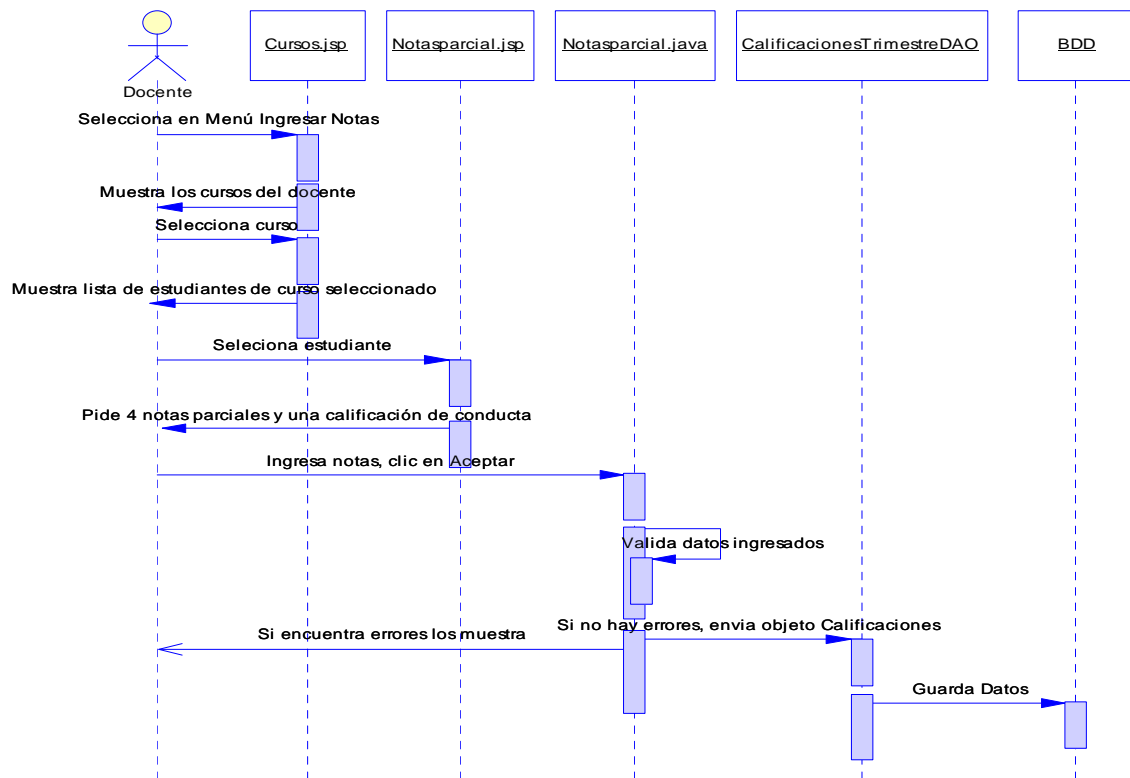 Cursos.jsp
Notasparcial.jsp
Notasparcial.java
CalificacionesTrimestreDAO
BDD
Docente
Selecciona en Menú Ingresar Notas
Muestra los cursos del docente
Selecciona curso
Muestra lista de estudiantes de curso seleccionado
Seleciona estudiante
Pide 4 notas parciales y una calificación de conducta
Ingresa notas, clic en Aceptar
Valida datos ingresados
Si no hay errores, envia objeto Calificaciones
Si encuentra errores los muestra
Guarda Datos